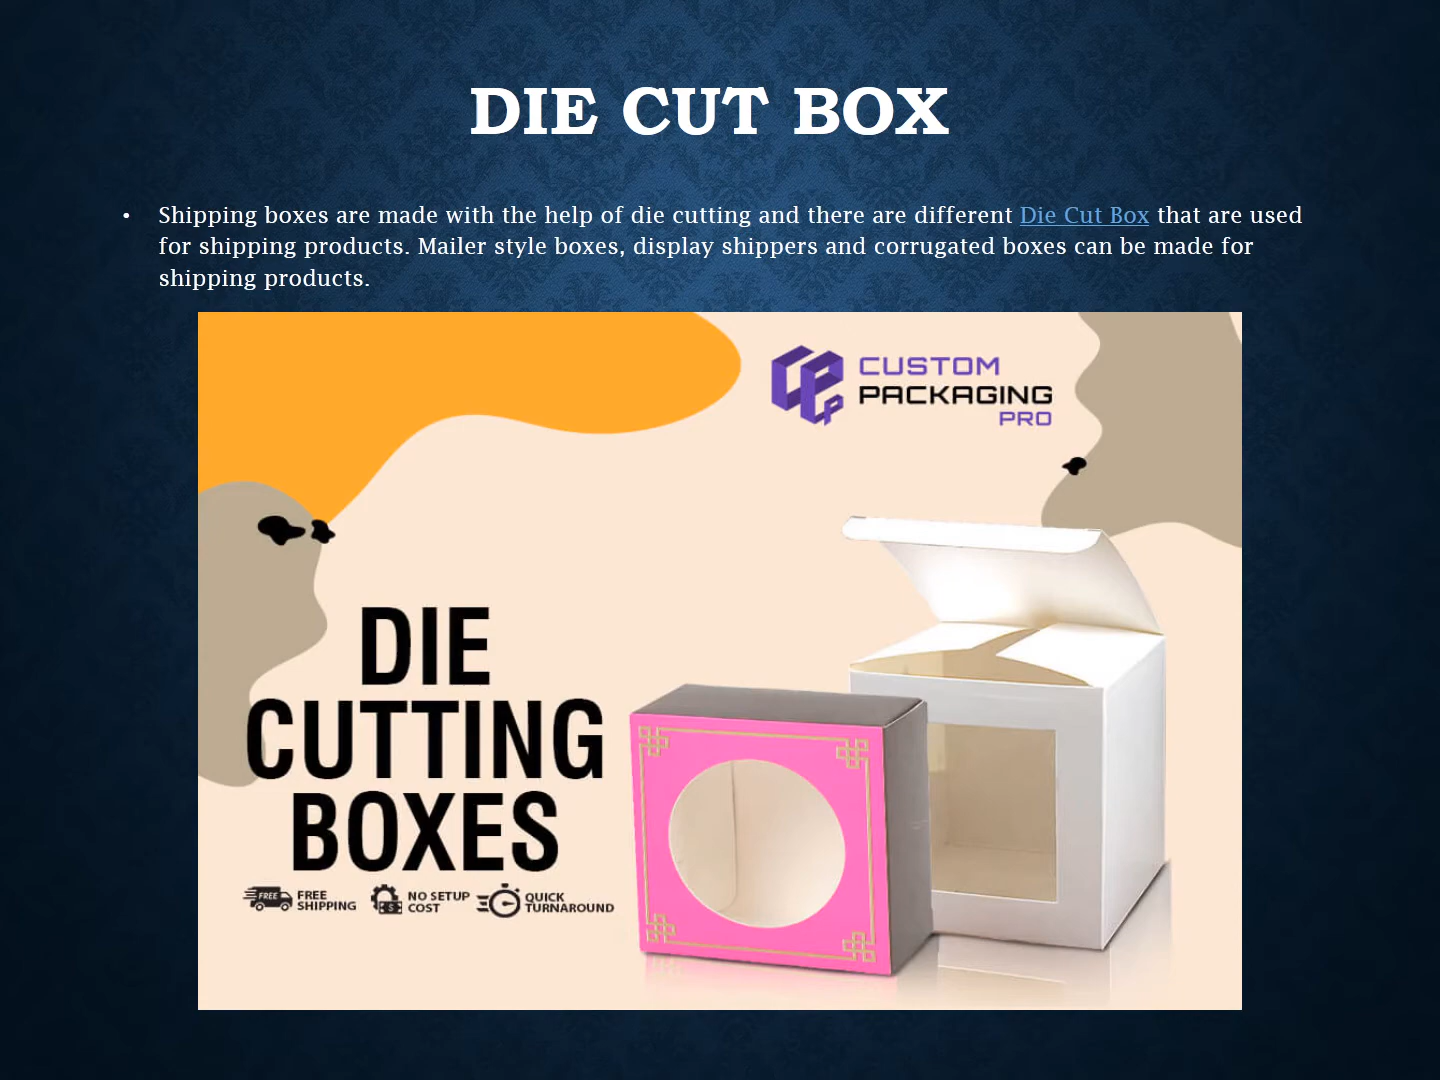 DIE CUT BOX
• Shipping boxes are made with the help of die cutting and there are different Die Cut Box that are used
for shipping products. Mailer style boxes, display shippers and corrugated boxes can be made for
shipping products.
CUSTOM
PACKAGING
PRO
DIE
CUTTING
BOXES
FREE
FREE
SHIPPING
$
NO SETUP
COST
QUICK
TURNAROUND